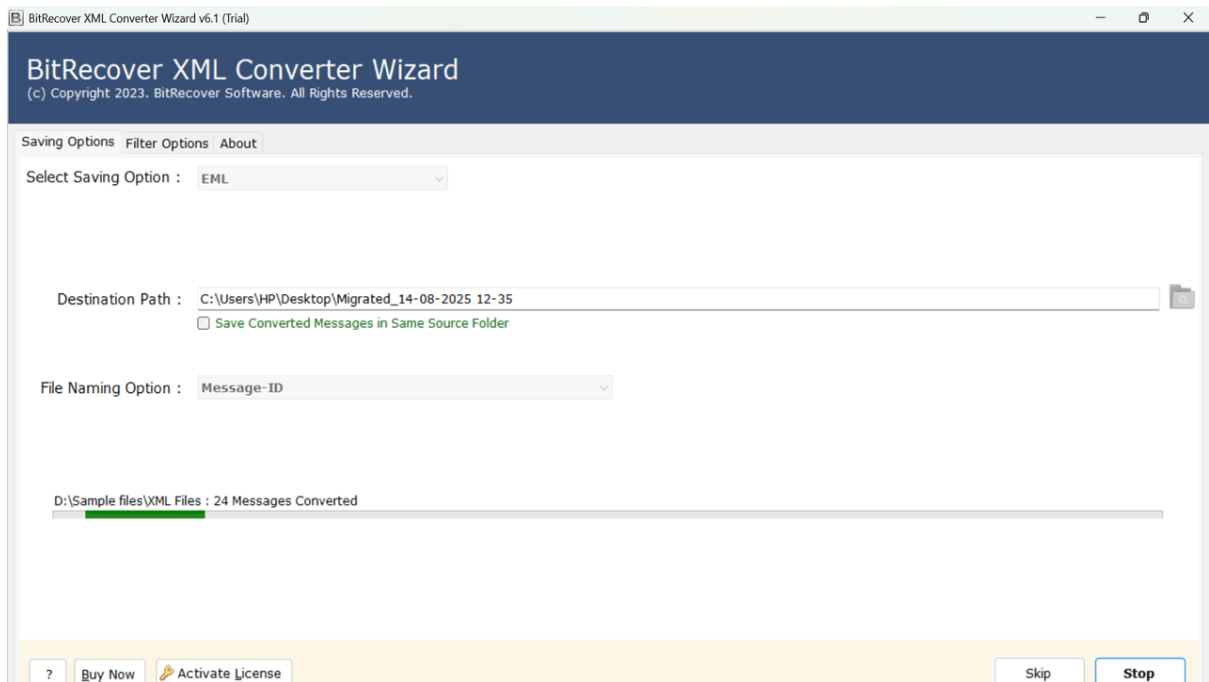 BitRecover XML Converter Wizard v6.1 (Trial)
BitRecover XML Converter Wizard
(c) Copyright 2023. BitRecover Software. All Rights Reserved.
Saving Options Filter Options About
Select Saving Option : EML
Destination Path : C:\Users\HP\Desktop\Migrated_14-08-2025 12-35
Save Converted Messages in Same Source Folder
File Naming Option : Message-ID
D:\Sample files\XML Files : 24 Messages Converted
? Buy Now Activate License Skip Stop